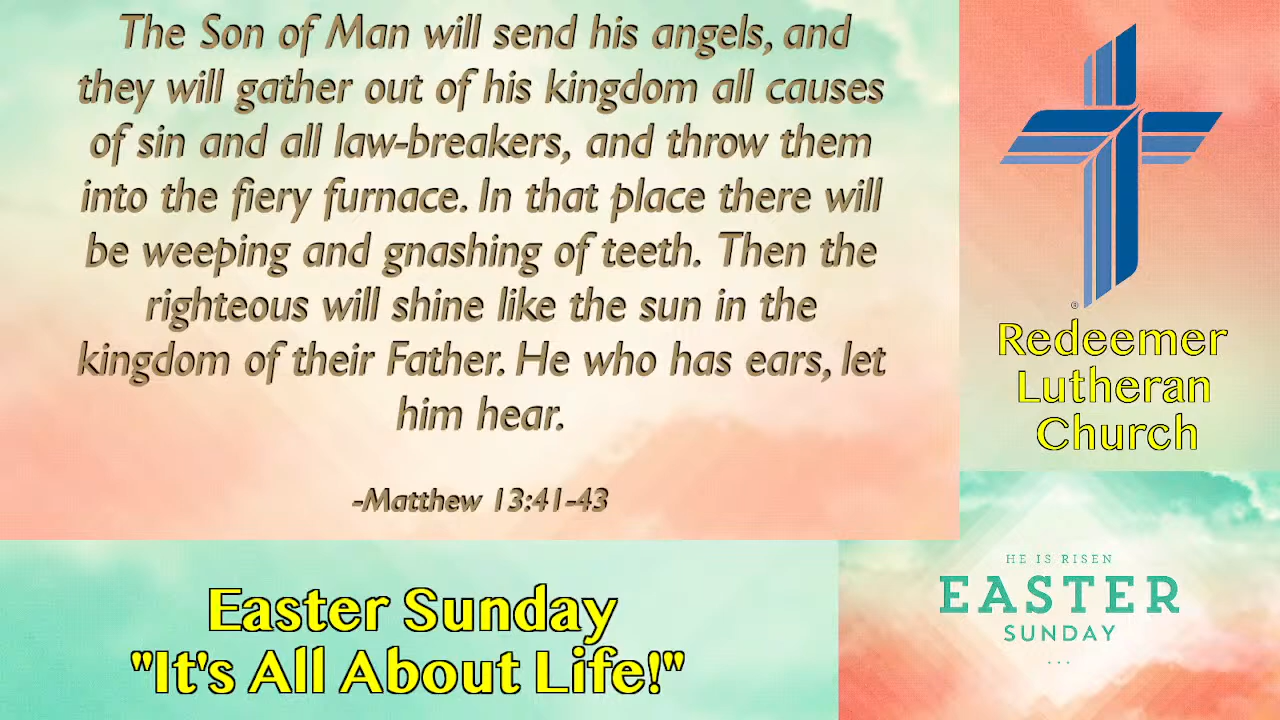 The Son of Man will send his angels, and
they will gather out of his kingdom all causes
of sin and all law-breakers, and throw them
into the fiery furnace. In that place there will
be weeping and gnashing of teeth. Then the
righteous will shine like the sun in the
kingdom of their Father. He who has ears, let
him hear.
-Matthew 13:41-43
®
Redeemer
Lutheran
Church
Easter Sunday
"It's All About Life!"
HE IS RISEN
EASTER
SUNDAY
...